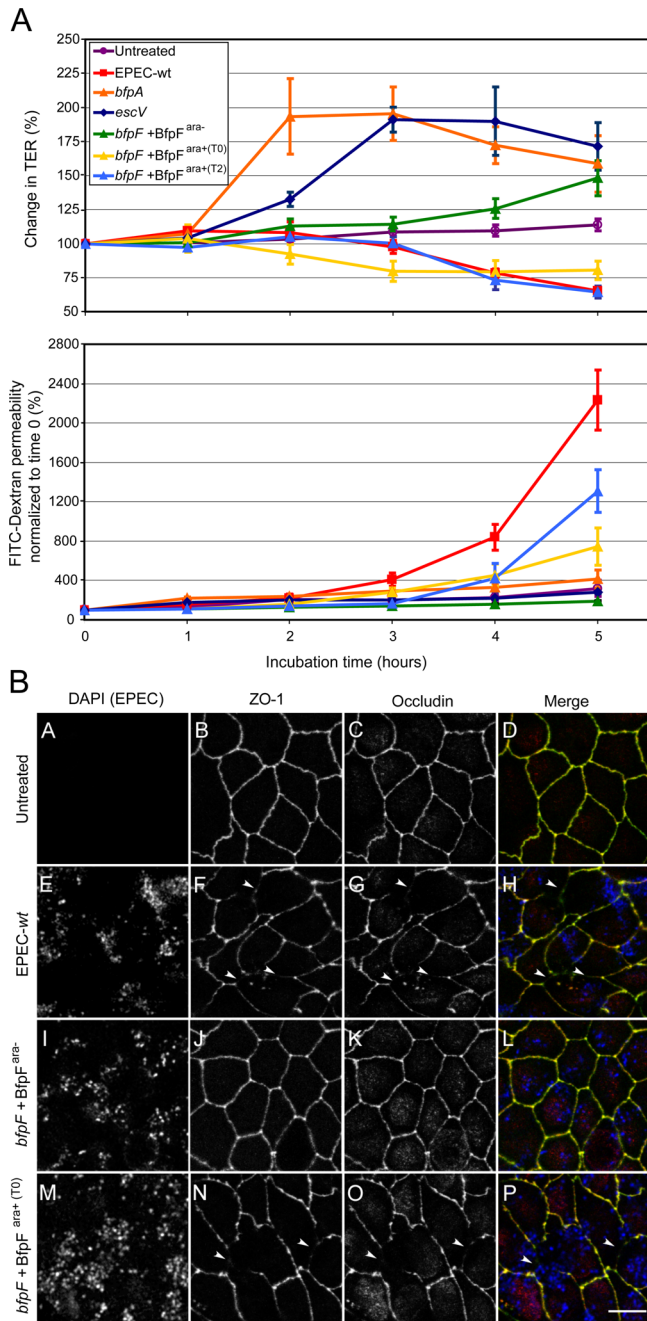 A
250
225
200
175
150
125
100
75
50
Change in TER (%)
Untreated
EPEC-wt
bfpA
escV
bfpF +BfpF ara-
bfpF +BfpF ara+(T0)
bfpF +BfpF ara+(T2)
2800
2400
2000
1600
1200
800
400
0
FITC-Dextran permeability
normalized to time 0 (%)
0 1 2 3 4 5
Incubation time (hours)
B
DAPI (EPEC) ZO-1 Occludin Merge
Untreated
A B C D
EPEC-wt
E F G H
bfpF + BfpF ara-
I J K L
bfpF + BfpF ara+ (T0)
M N O P